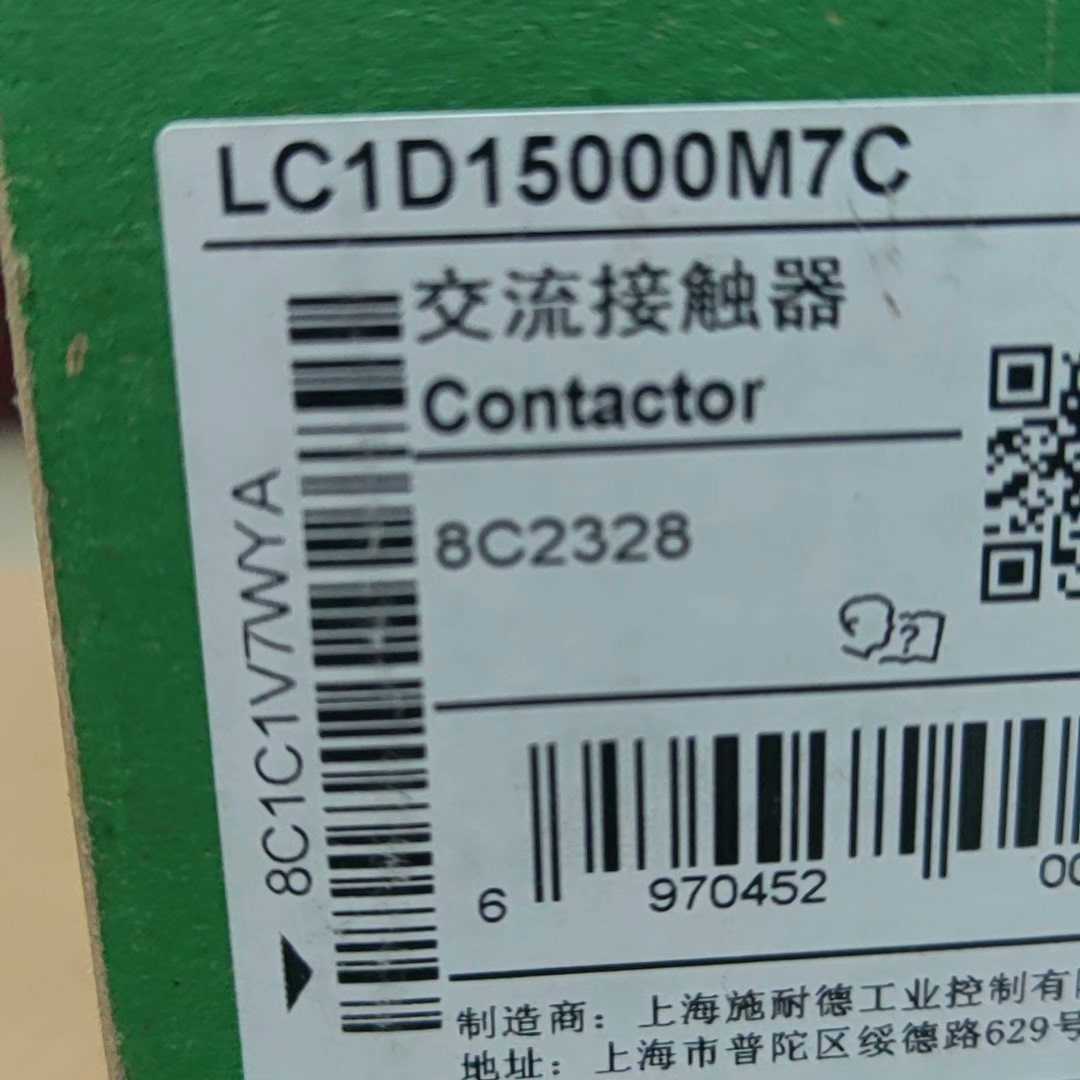 LC1D15000M7C
交流接触器
Contactor
8C2328
8C1C1V7WYA
6 970452 00
制造商：上海施耐德工业控制有
地址：上海市普陀区绥德路629号